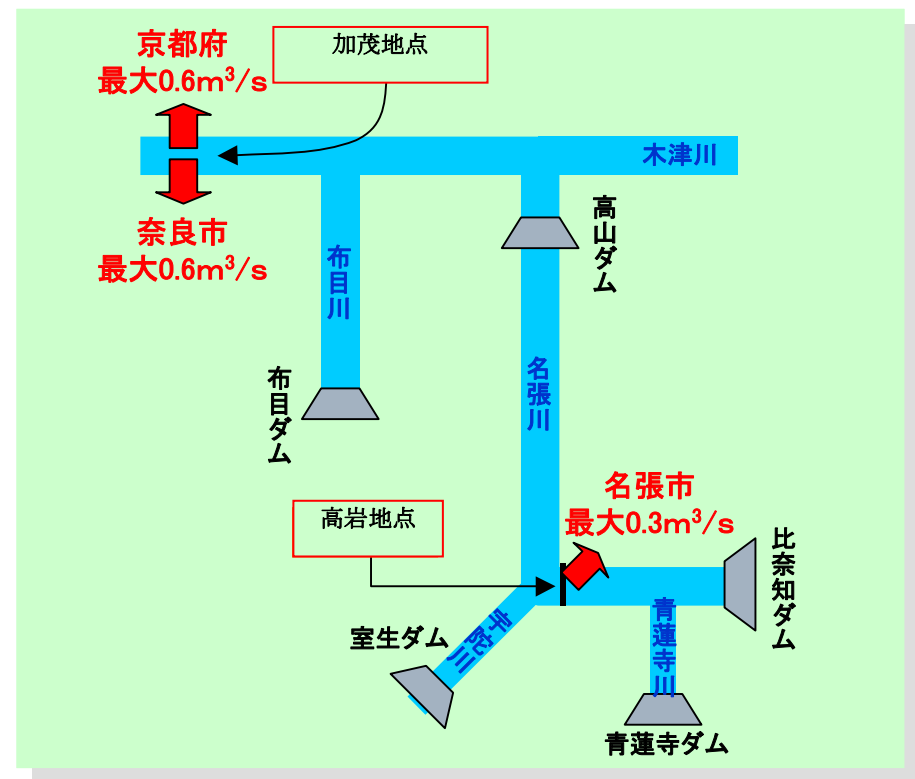 京都府
最大0.6m³/s
加茂地点
木津川
奈良市
最大0.6m³/s
高山ダム
布目川
布目ダム
名張川
名張市
最大0.3m³/s
高岩地点
比奈知ダム
青蓮寺川
宇陀川
室生ダム
青蓮寺ダム